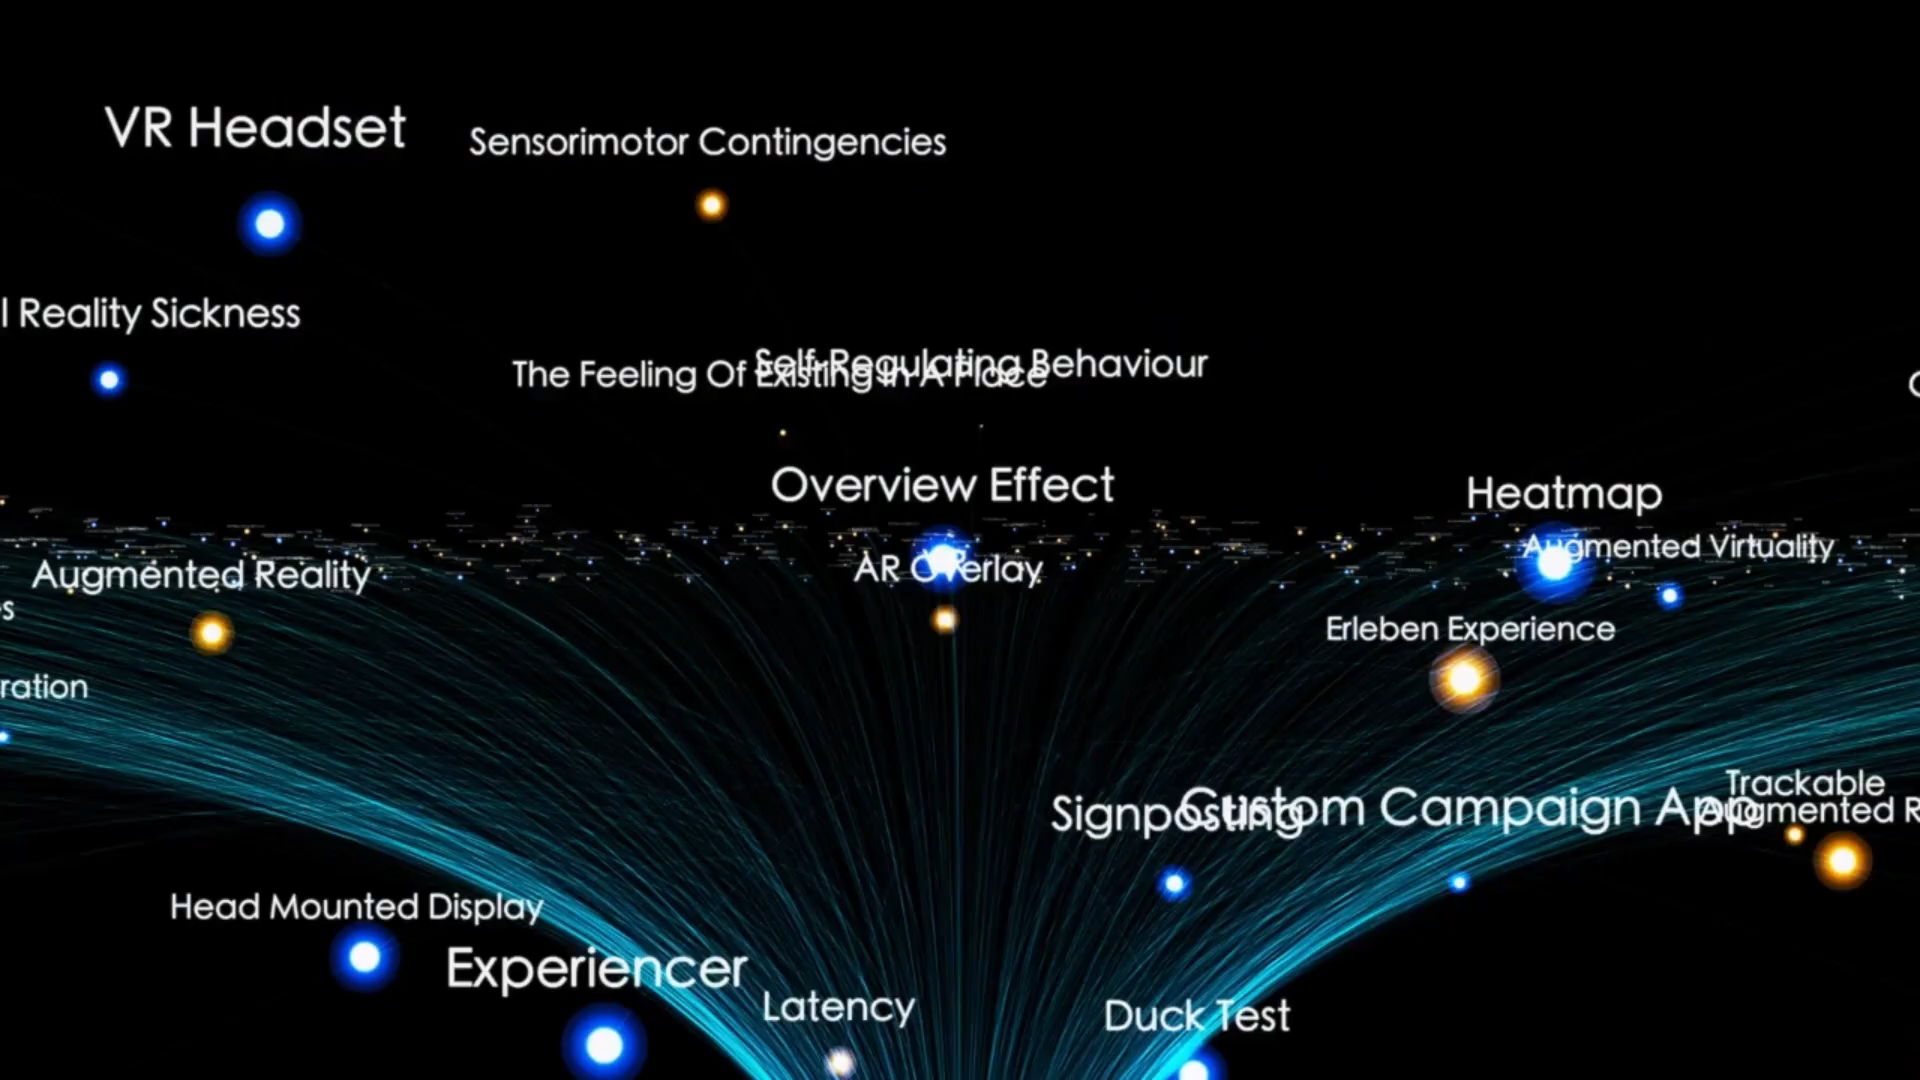 VR Headset
Sensorimotor Contingencies
l Reality Sickness
Self-Regulating Behaviour
The Feeling Of Existing In A Place
Overview Effect
Heatmap
Augmented Virtuality
AR Overlay
VR
Augmented Reality
s
Erleben Experience
ration
Trackable
Custom Campaign App
Augmented R
Signposting
Head Mounted Display
Experiencer
Latency
Duck Test